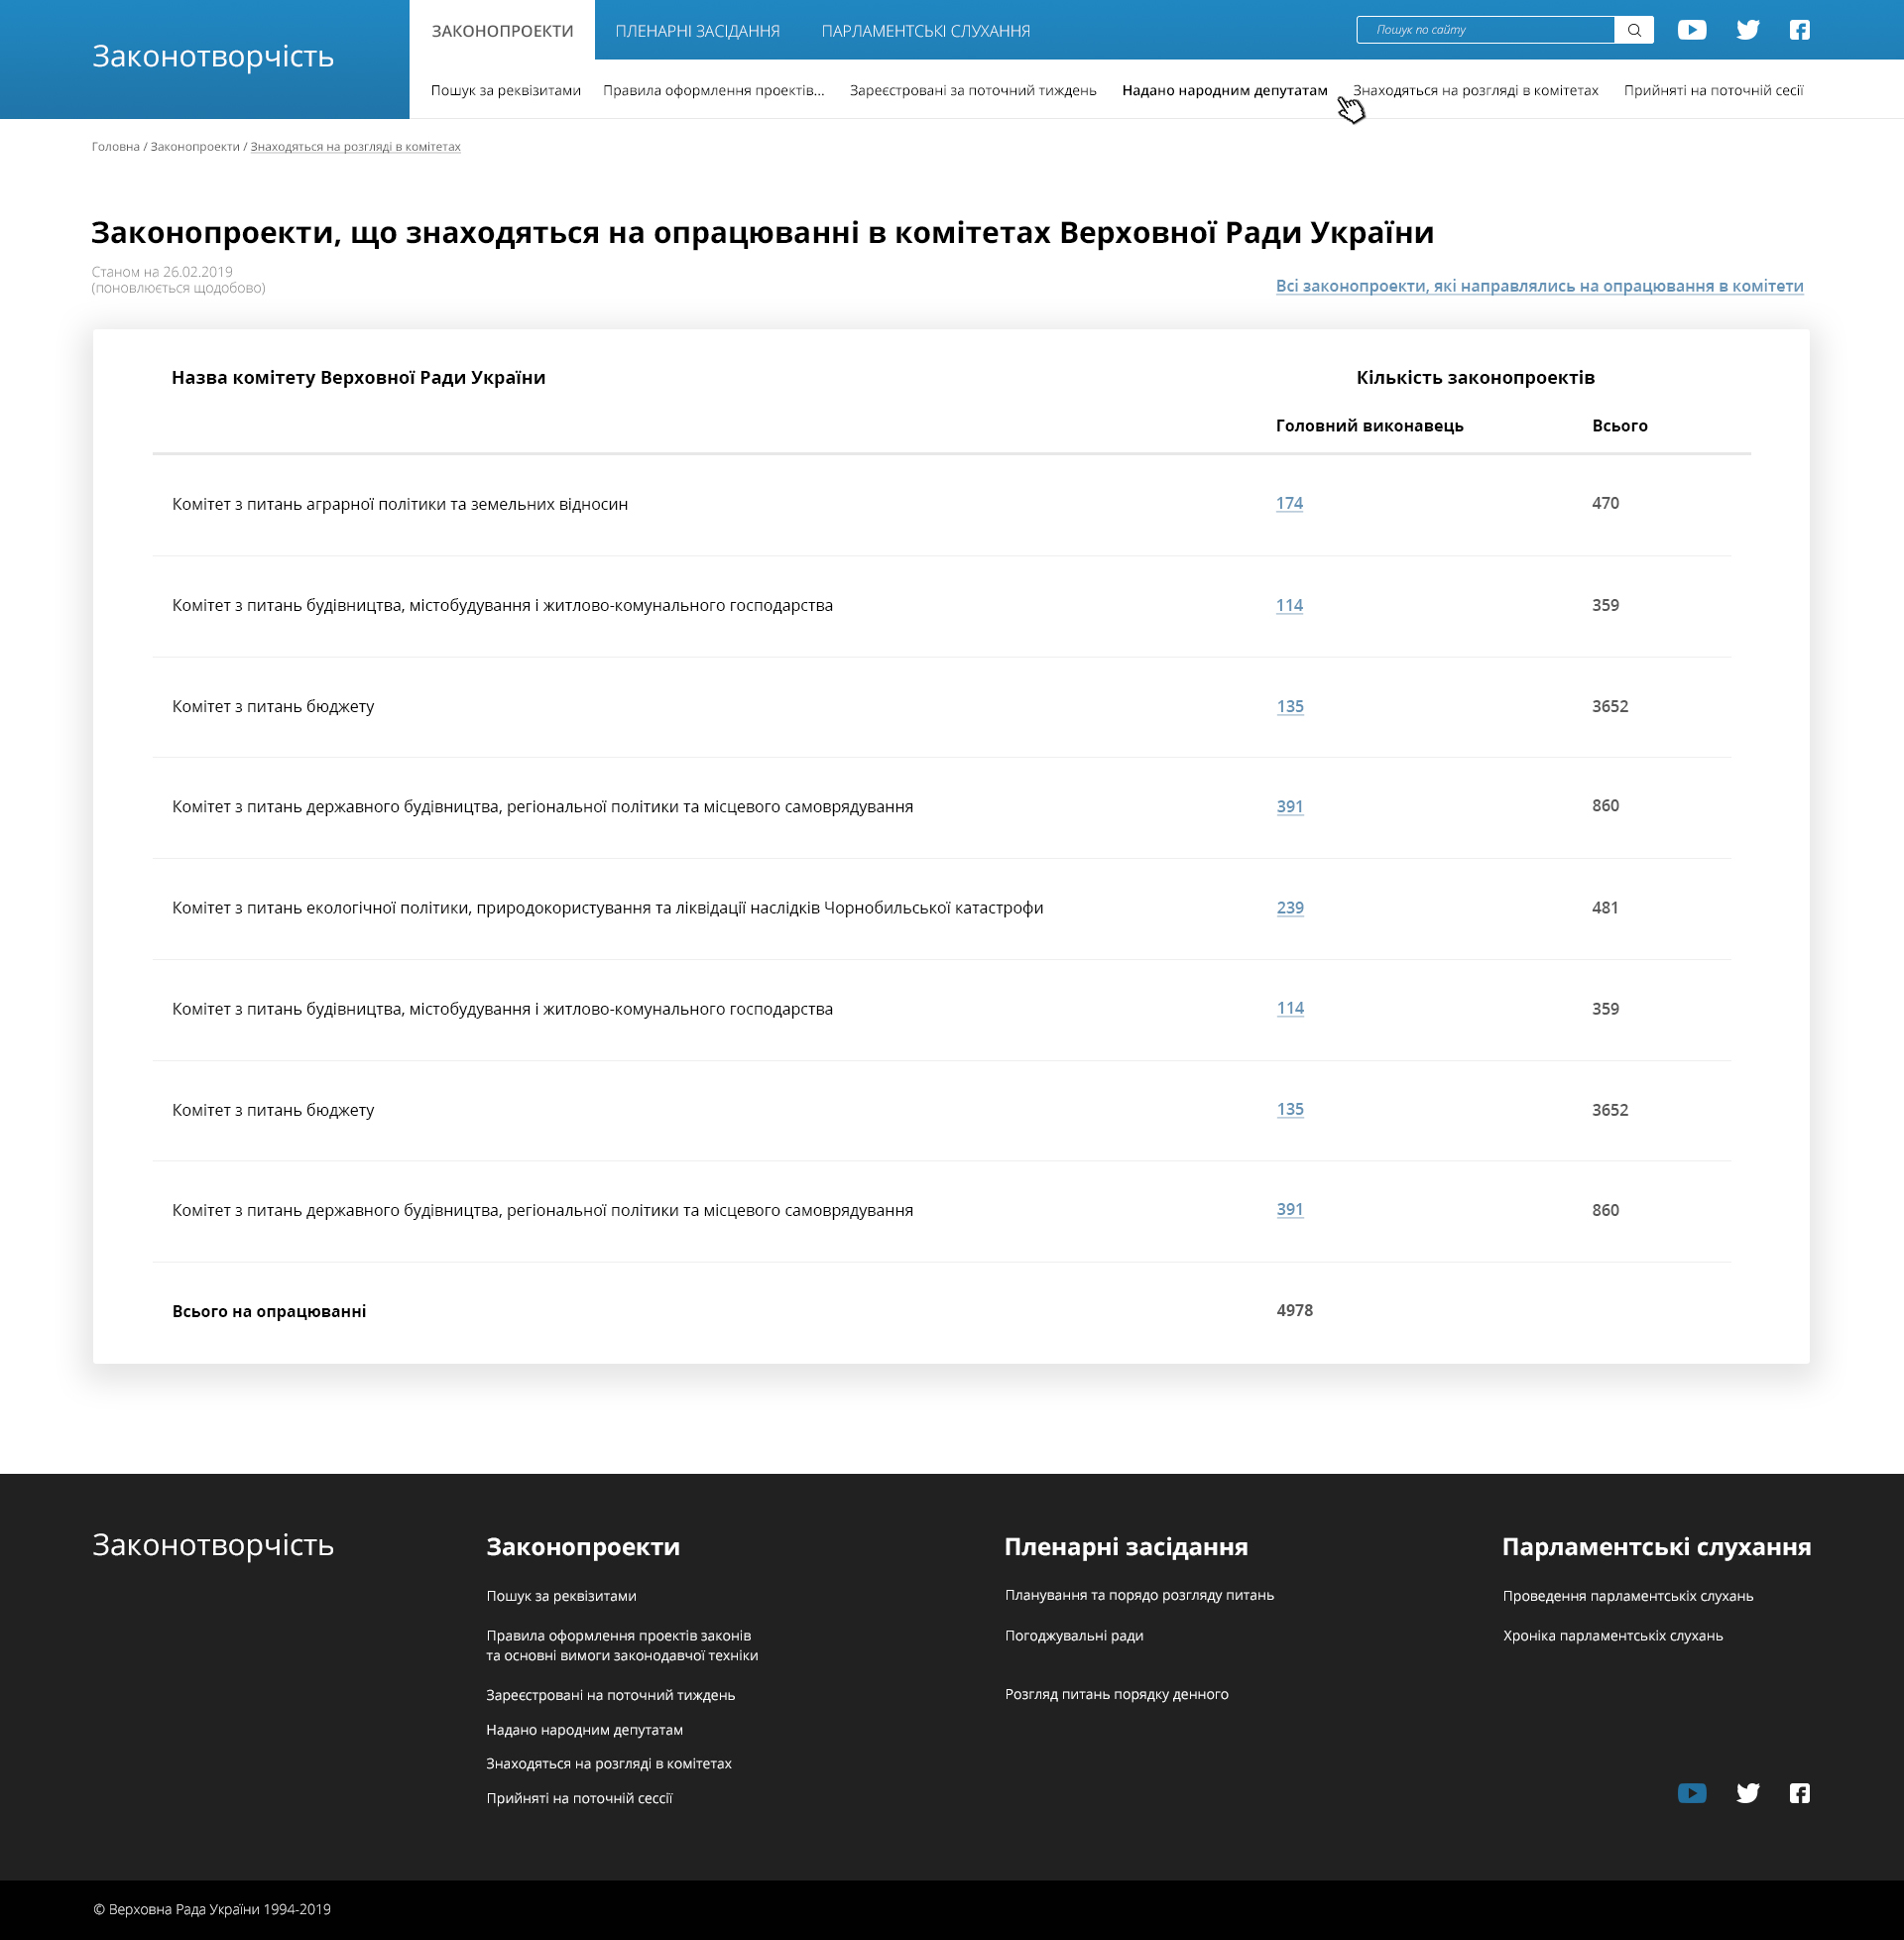 Законотворчість
ЗАКОНОПРОЕКТИ
ПЛЕНАРНІ ЗАСІДАННЯ
ПАРЛАМЕНТСЬКІ СЛУХАННЯ
Пошук по сайту
Пошук за реквізитами
Правила оформлення проектів...
Зареєстровані за поточний тиждень
Надано народним депутатам
Знаходяться на розгляді в комітетах
Прийняті на поточній сесії
Головна / Законопроекти / Знаходяться на розгляді в комітетах
Законопроекти, що знаходяться на опрацюванні в комітетах Верховної Ради України
Станом на 26.02.2019
(поновлюється щодобово)
Всі законопроекти, які направлялись на опрацювання в комітети
Назва комітету Верховної Ради України
Кількість законопроектів
Головний виконавець
Всього
Комітет з питань аграрної політики та земельних відносин 174 470
Комітет з питань будівництва, містобудування і житлово-комунального господарства 114 359
Комітет з питань бюджету 135 3652
Комітет з питань державного будівництва, регіональної політики та місцевого самоврядування 391 860
Комітет з питань екологічної політики, природокористування та ліквідації наслідків Чорнобильської катастрофи 239 481
Комітет з питань будівництва, містобудування і житлово-комунального господарства 114 359
Комітет з питань бюджету 135 3652
Комітет з питань державного будівництва, регіональної політики та місцевого самоврядування 391 860
Всього на опрацюванні 4978
Законотворчість
Законопроекти
Пошук за реквізитами
Правила оформлення проектів законів
та основні вимоги законодавчої техніки
Зареєстровані на поточний тиждень
Надано народним депутатам
Знаходяться на розгляді в комітетах
Прийняті на поточній сессії
Пленарні засідання
Планування та порядо розгляду питань
Погоджувальні ради
Розгляд питань порядку денного
Парламентські слухання
Проведення парламентськіх слухань
Хроніка парламентськіх слухань
© Верховна Рада України 1994-2019